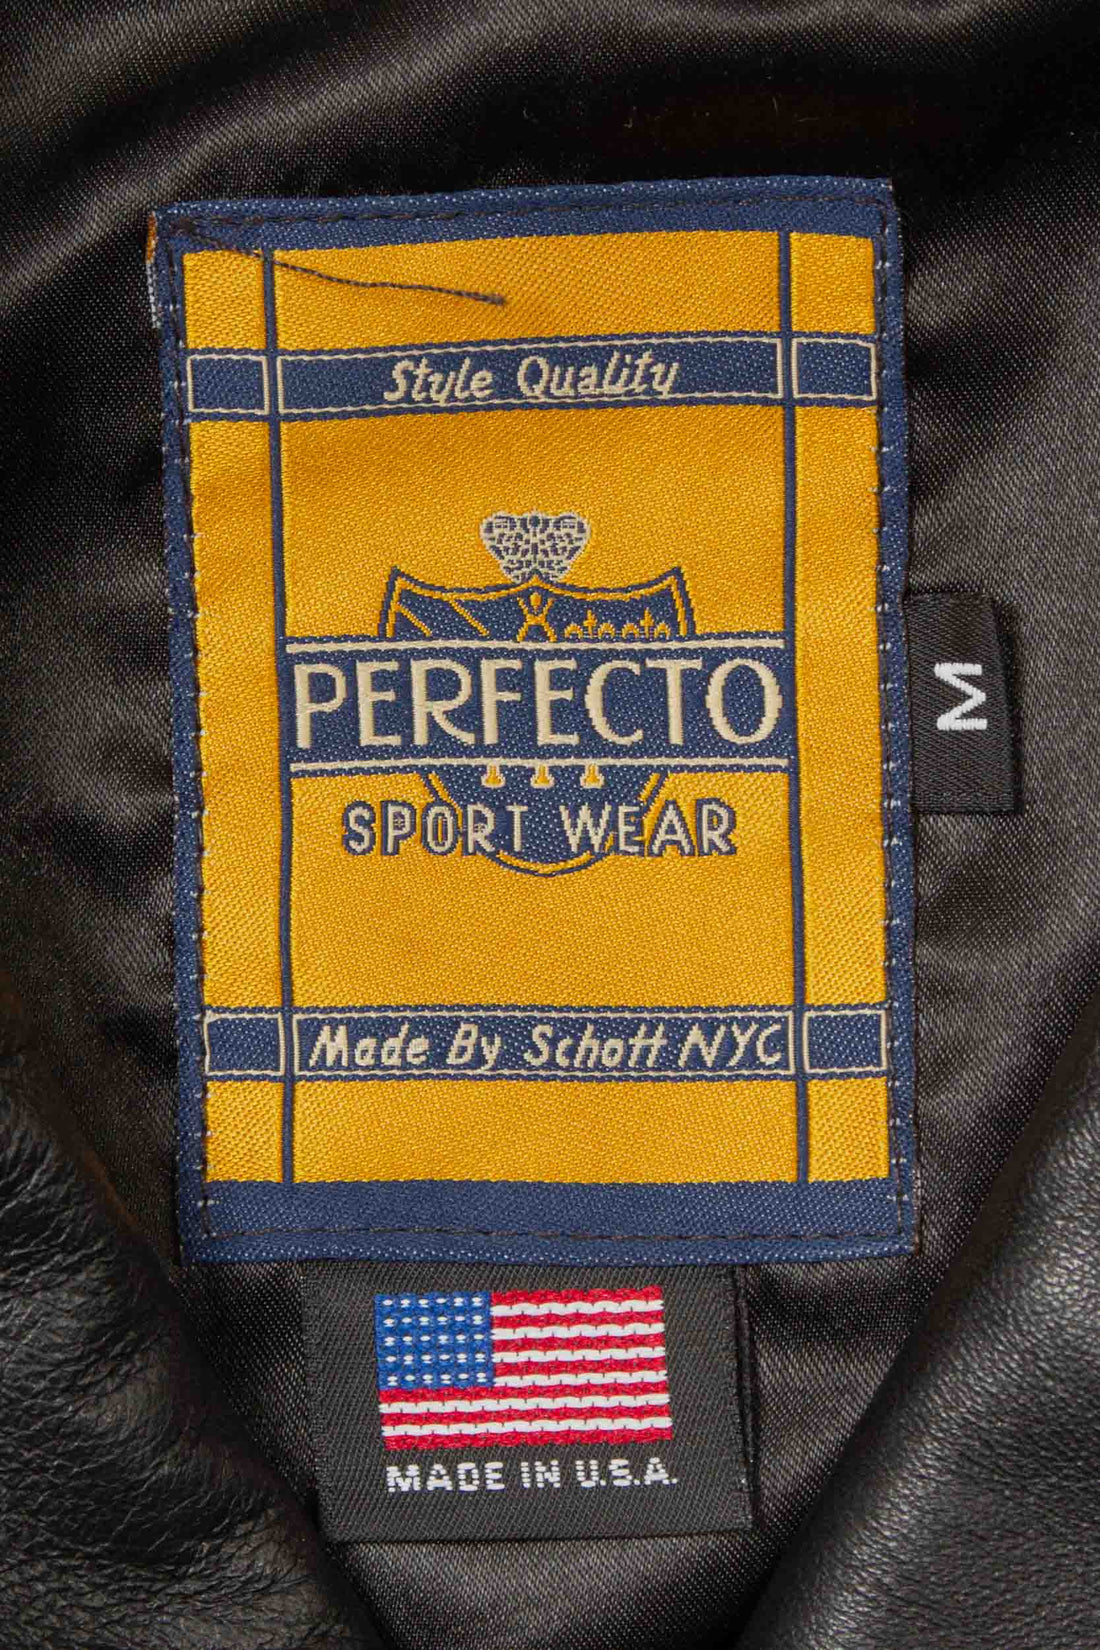 Style Quality
PERFECTO
SPORT WEAR
M
Made By Schott NYC
MADE IN U.S.A.